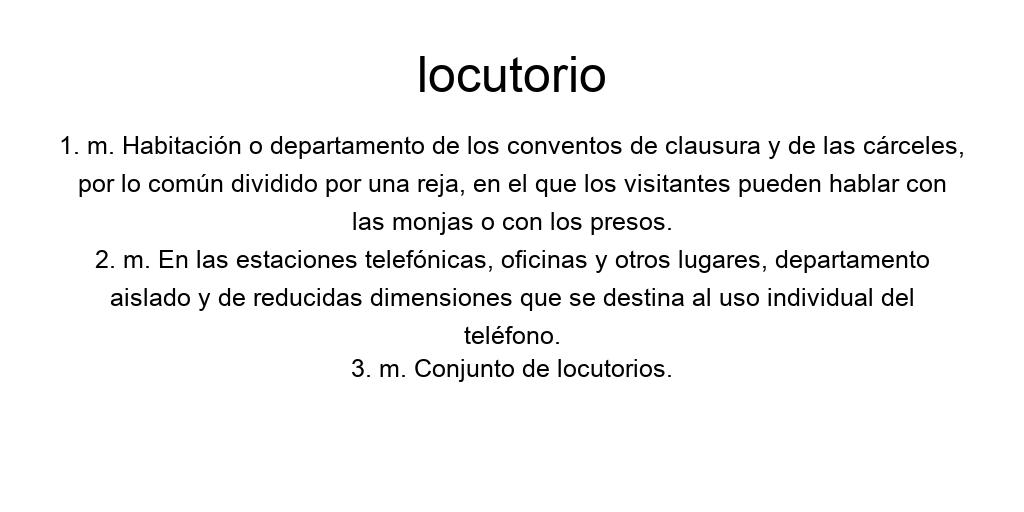 locutorio
1. m. Habitación o departamento de los conventos de clausura y de las cárceles,
por lo común dividido por una reja, en el que los visitantes pueden hablar con
las monjas o con los presos.
2. m. En las estaciones telefónicas, oficinas y otros lugares, departamento
aislado y de reducidas dimensiones que se destina al uso individual del
teléfono.
3. m. Conjunto de locutorios.